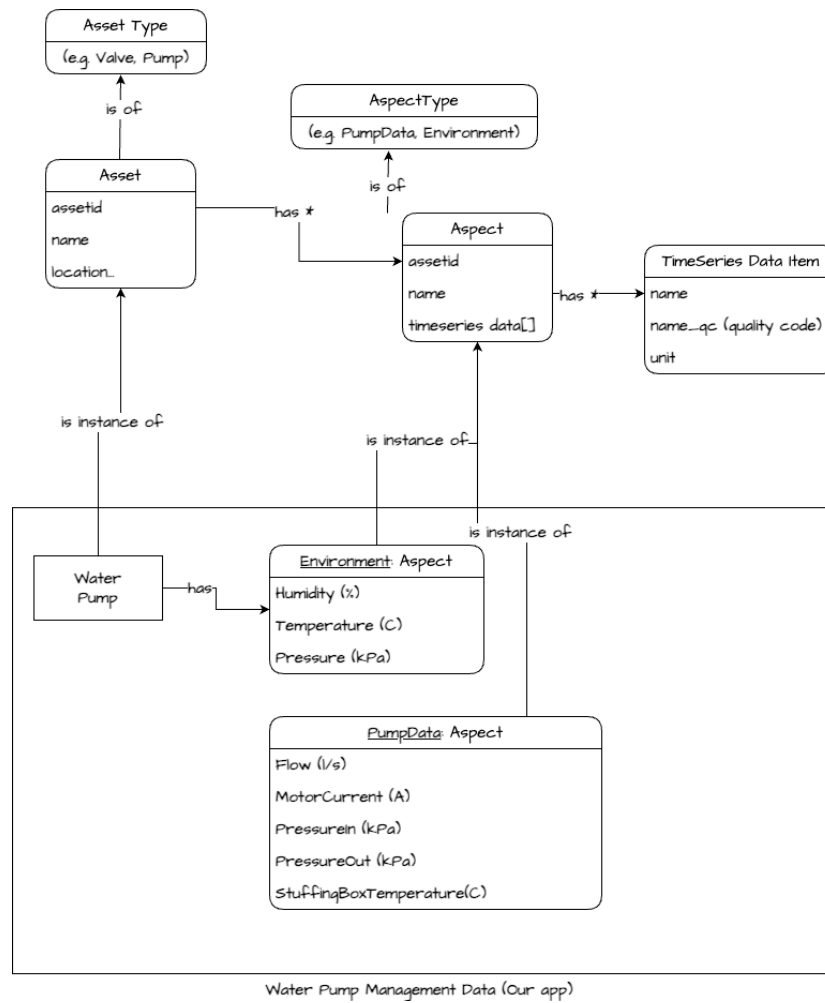 Asset Type
(e.g. Valve, Pump)
is of
AspectType
(e.g. PumpData, Environment)
is of
Asset
assetid
name
location...
has *
Aspect
assetid
name
timeseries data[]
has *
TimeSeries Data Item
name
name_qc (quality code)
unit
is instance of
is instance of
is instance of
Water
Pump
has
Environment: Aspect
Humidity (%)
Temperature (C)
Pressure (kPa)
PumpData: Aspect
Flow (l/s)
MotorCurrent (A)
PressureIn (kPa)
PressureOut (kPa)
StuffingBoxTemperature(C)
Water Pump Management Data (Our app)